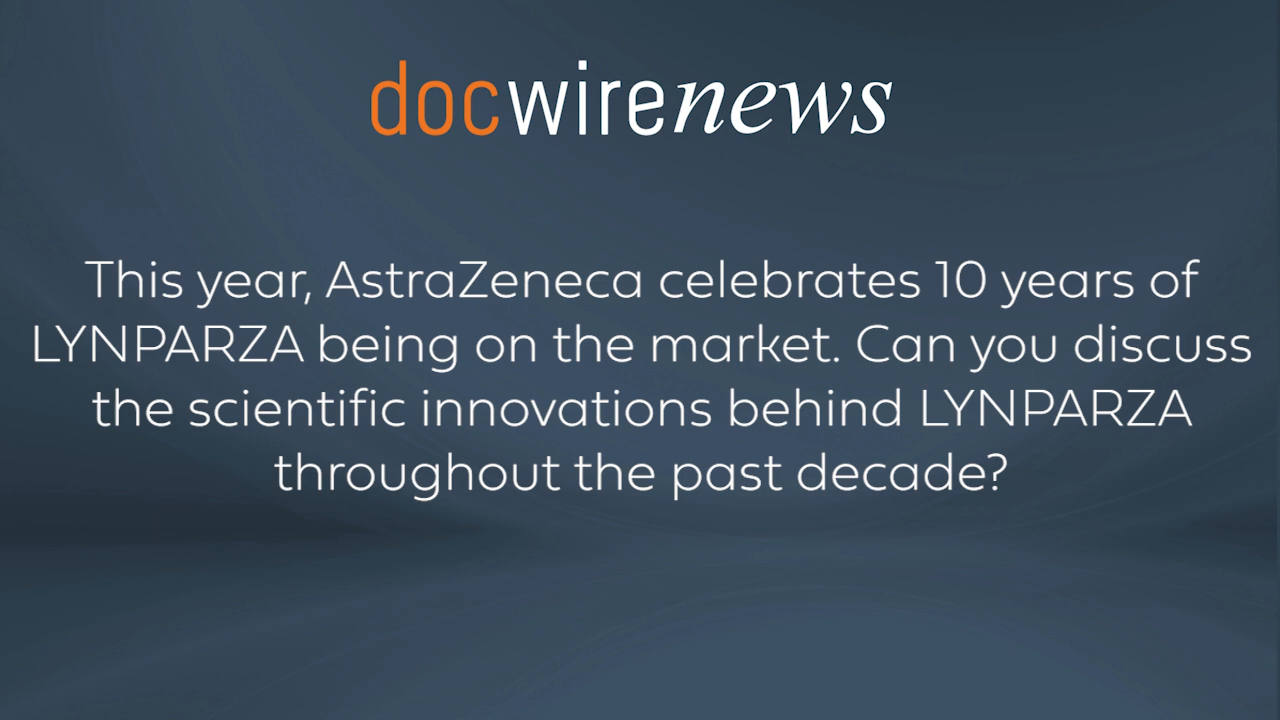 docwirenews
This year, AstraZeneca celebrates 10 years of
LYNPARZA being on the market. Can you discuss
the scientific innovations behind LYNPARZA
throughout the past decade?